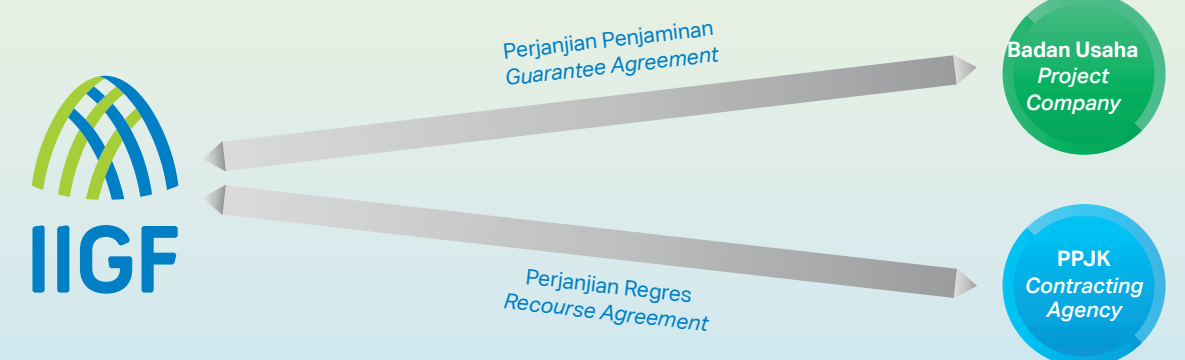 Perjanjian Penjaminan
Guarantee Agreement
Badan Usaha
Project
Company
IIGF
Perjanjian Regres
Recourse Agreement
PPJK
Contracting
Agency